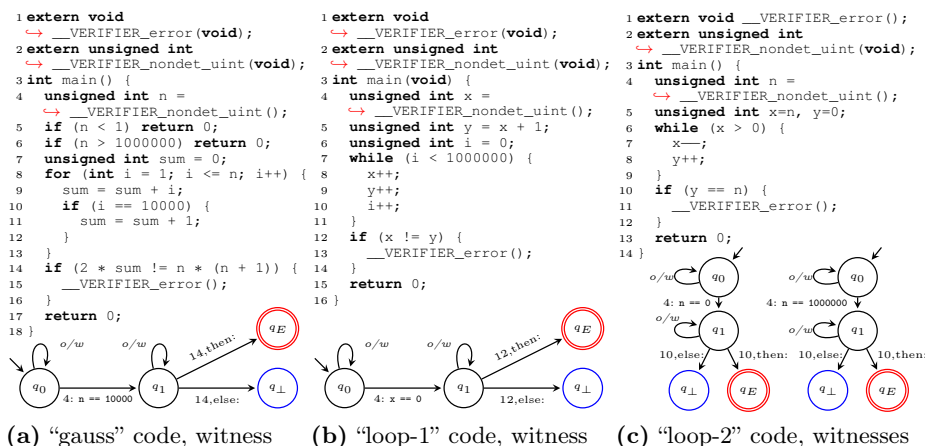 1 extern void
↪ __VERIFIER_error(void);
2 extern unsigned int
↪ __VERIFIER_nondet_uint(void);
3 int main() {
4 unsigned int n =
↪ __VERIFIER_nondet_uint();
5 if (n < 1) return 0;
6 if (n > 1000000) return 0;
7 unsigned int sum = 0;
8 for (int i = 1; i <= n; i++) {
9 sum = sum + i;
10 if (i == 10000) {
11 sum = sum + 1;
12 }
13 }
14 if (2 * sum != n * (n + 1)) {
15 __VERIFIER_error();
16 }
17 return 0;
18 }
o/w
o/w
q0
4: n == 10000
q1
14,then:
qE
14,else:
q⊥
(a) “gauss” code, witness
1 extern void
↪ __VERIFIER_error(void);
2 extern unsigned int
↪ __VERIFIER_nondet_uint(void);
3 int main(void) {
4 unsigned int x =
↪ __VERIFIER_nondet_uint();
5 unsigned int y = x + 1;
6 unsigned int i = 0;
7 while (i < 1000000) {
8 x++;
9 y++;
10 i++;
11 }
12 if (x != y) {
13 __VERIFIER_error();
14 }
15 return 0;
16 }
o/w
o/w
q0
4: x == 0
q1
12,then:
qE
12,else:
q⊥
(b) “loop-1” code, witness
1 extern void __VERIFIER_error();
2 extern unsigned int
↪ __VERIFIER_nondet_uint(void);
3 int main() {
4 unsigned int n =
↪ __VERIFIER_nondet_uint();
5 unsigned int x=n, y=0;
6 while (x > 0) {
7 x--;
8 y++;
9 }
10 if (y == n) {
11 __VERIFIER_error();
12 }
13 return 0;
14 }
o/w
q0
4: n == 0
o/w
q1
10,else:
10,then:
q⊥
qE
o/w
q0
4: n == 1000000
o/w
q1
10,else:
10,then:
q⊥
qE
(c) “loop-2” code, witnesses